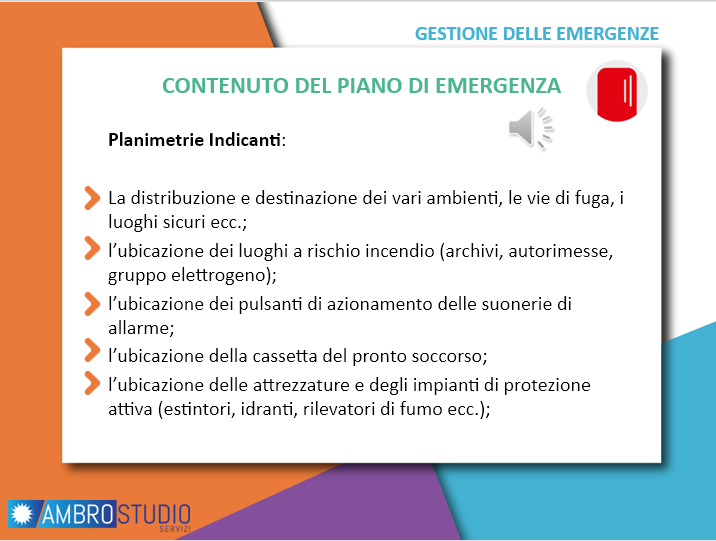 GESTIONE DELLE EMERGENZE
CONTENUTO DEL PIANO DI EMERGENZA
Planimetrie Indicanti:
La distribuzione e destinazione dei vari ambienti, le vie di fuga, i
luoghi sicuri ecc.;
l’ubicazione dei luoghi a rischio incendio (archivi, autorimesse,
gruppo elettrogeno);
l’ubicazione dei pulsanti di azionamento delle suonerie di
allarme;
l’ubicazione della cassetta del pronto soccorso;
l’ubicazione delle attrezzature e degli impianti di protezione
attiva (estintori, idranti, rilevatori di fumo ecc.);
AMBROSTUDIO
SERVIZI